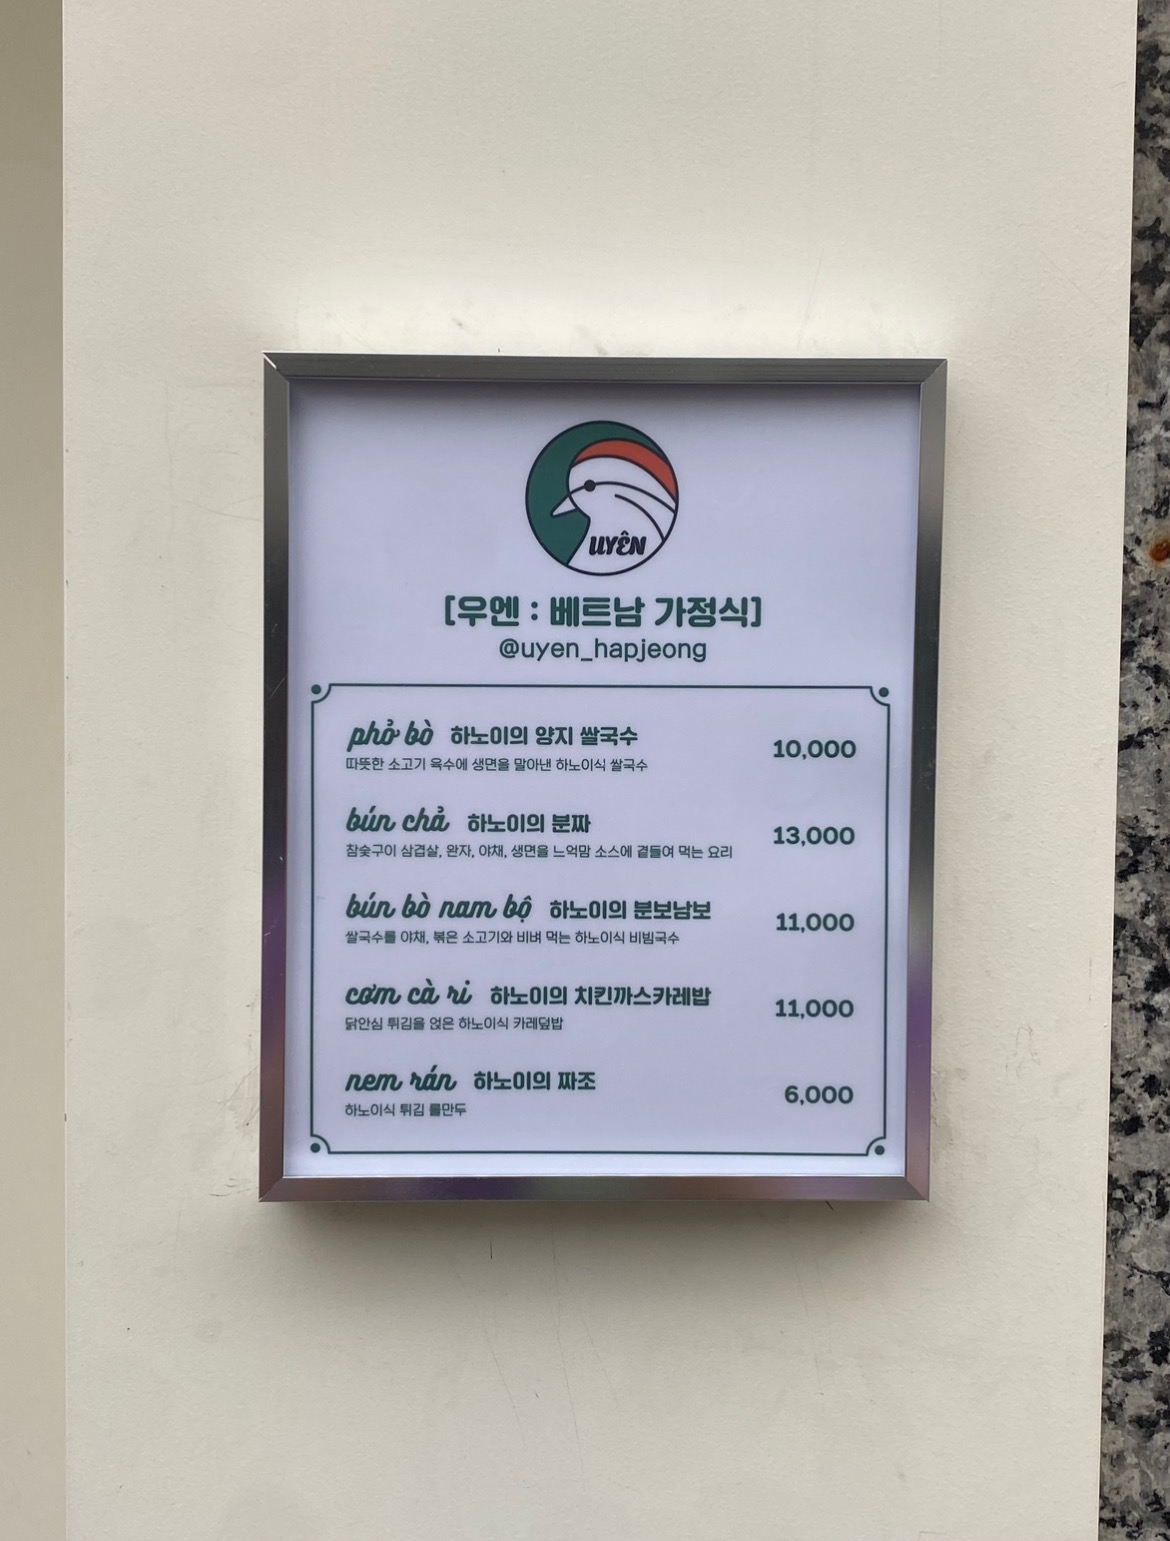 UYÊN
[우엔 : 베트남 가정식]
@uyen_hapjeong
phở bò 하노이의 양지 쌀국수 10,000
따뜻한 소고기 육수에 생면을 말아낸 하노이식 쌀국수
bún chả 하노이의 분짜 13,000
참숯구이 삼겹살, 완자, 야채, 생면을 느억맘 소스에 곁들여 먹는 요리
bún bò nam bộ 하노이의 분보남보 11,000
쌀국수를 야채, 볶은 소고기와 비벼 먹는 하노이식 비빔국수
cơm cà ri 하노이의 치킨까스카레밥 11,000
닭안심 튀김을 얹은 하노이식 카레덮밥
nem rán 하노이의 짜조 6,000
하노이식 튀김 롤만두